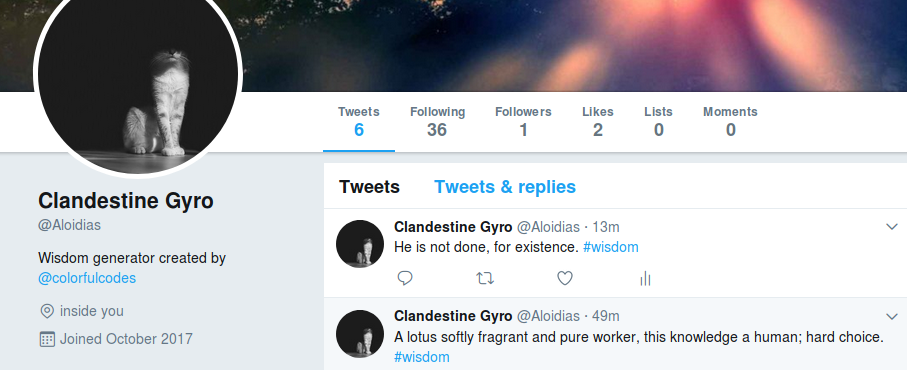 Tweets Following Followers Likes Lists Moments
6 36 1 2 0 0
Clandestine Gyro
@Aloidias
Wisdom generator created by
@colorfulcodes
inside you
Joined October 2017
Tweets Tweets & replies
Clandestine Gyro @Aloidias · 13m
He is not done, for existence. #wisdom
Clandestine Gyro @Aloidias · 49m
A lotus softly fragrant and pure worker, this knowledge a human; hard choice.
#wisdom